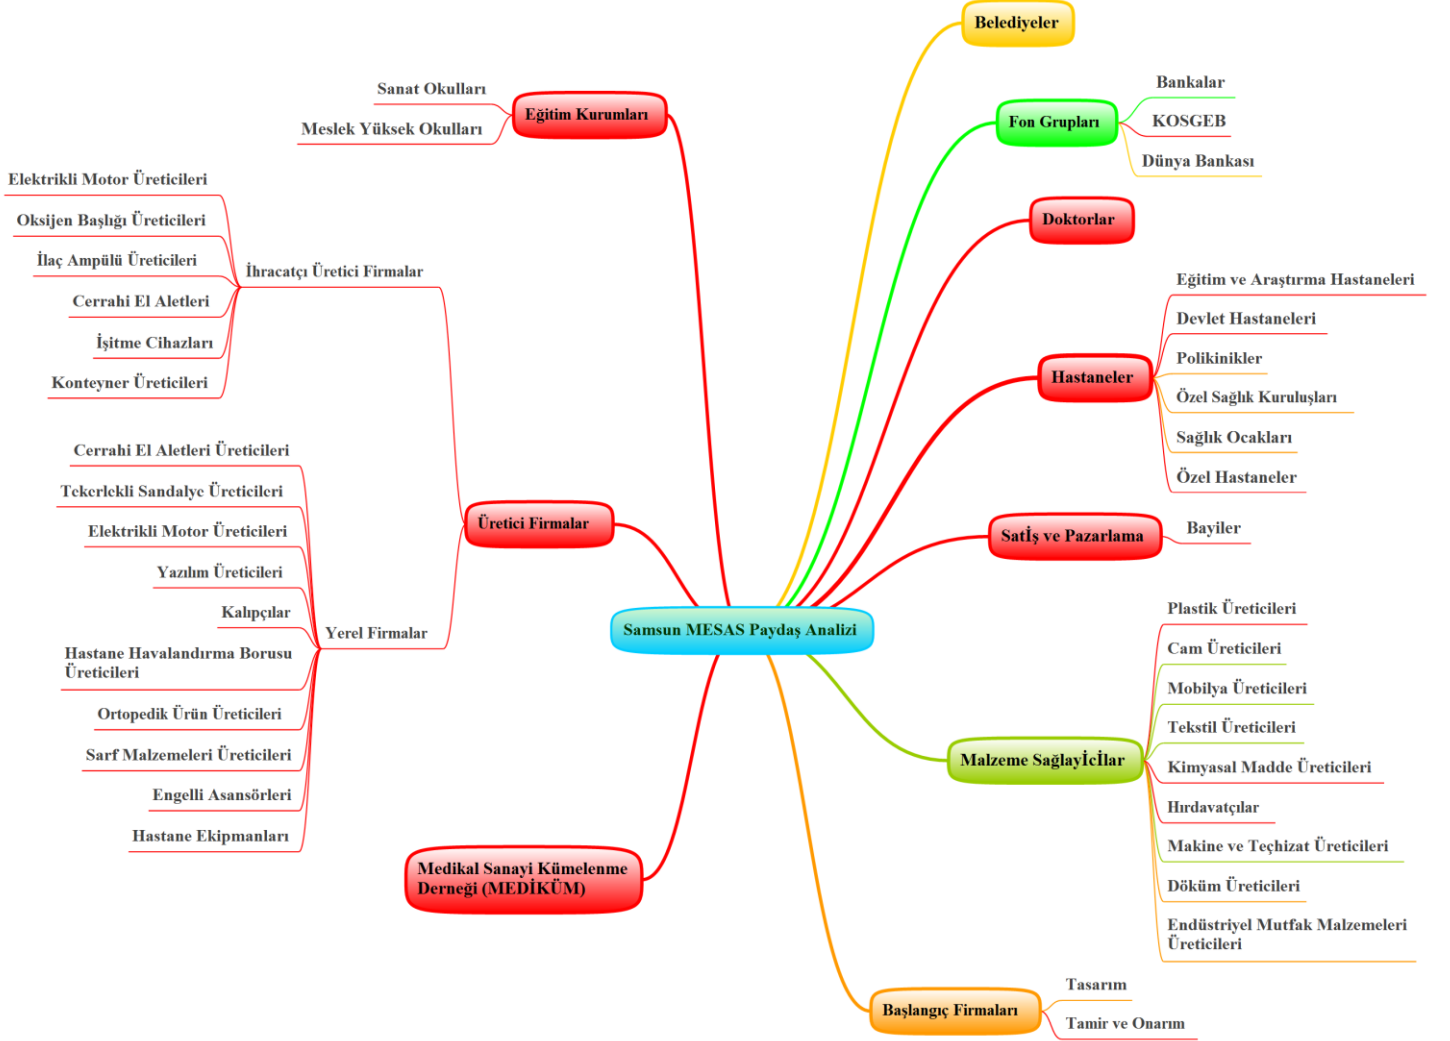 Belediyeler
Fon Grupları
Bankalar
KOSGEB
Dünya Bankası
Doktorlar
Hastaneler
Eğitim ve Araştırma Hastaneleri
Devlet Hastaneleri
Polikinikler
Özel Sağlık Kuruluşları
Sağlık Ocakları
Özel Hastaneler
Satİş ve Pazarlama
Bayiler
Malzeme Sağlayİcİlar
Plastik Üreticileri
Cam Üreticileri
Mobilya Üreticileri
Tekstil Üreticileri
Kimyasal Madde Üreticileri
Hırdavatçılar
Makine ve Teçhizat Üreticileri
Döküm Üreticileri
Endüstriyel Mutfak Malzemeleri
Üreticileri
Başlangıç Firmaları
Tasarım
Tamir ve Onarım
Samsun MESAS Paydaş Analizi
Eğitim Kurumları
Sanat Okulları
Meslek Yüksek Okulları
Üretici Firmalar
İhracatçı Üretici Firmalar
Elektrikli Motor Üreticileri
Oksijen Başlığı Üreticileri
İlaç Ampülü Üreticileri
Cerrahi El Aletleri
İşitme Cihazları
Konteyner Üreticileri
Yerel Firmalar
Cerrahi El Aletleri Üreticileri
Tekerlekli Sandalye Üreticileri
Elektrikli Motor Üreticileri
Yazılım Üreticileri
Kalıpçılar
Hastane Havalandırma Borusu
Üreticileri
Ortopedik Ürün Üreticileri
Sarf Malzemeleri Üreticileri
Engelli Asansörleri
Hastane Ekipmanları
Medikal Sanayi Kümelenme
Derneği (MEDİKÜM)